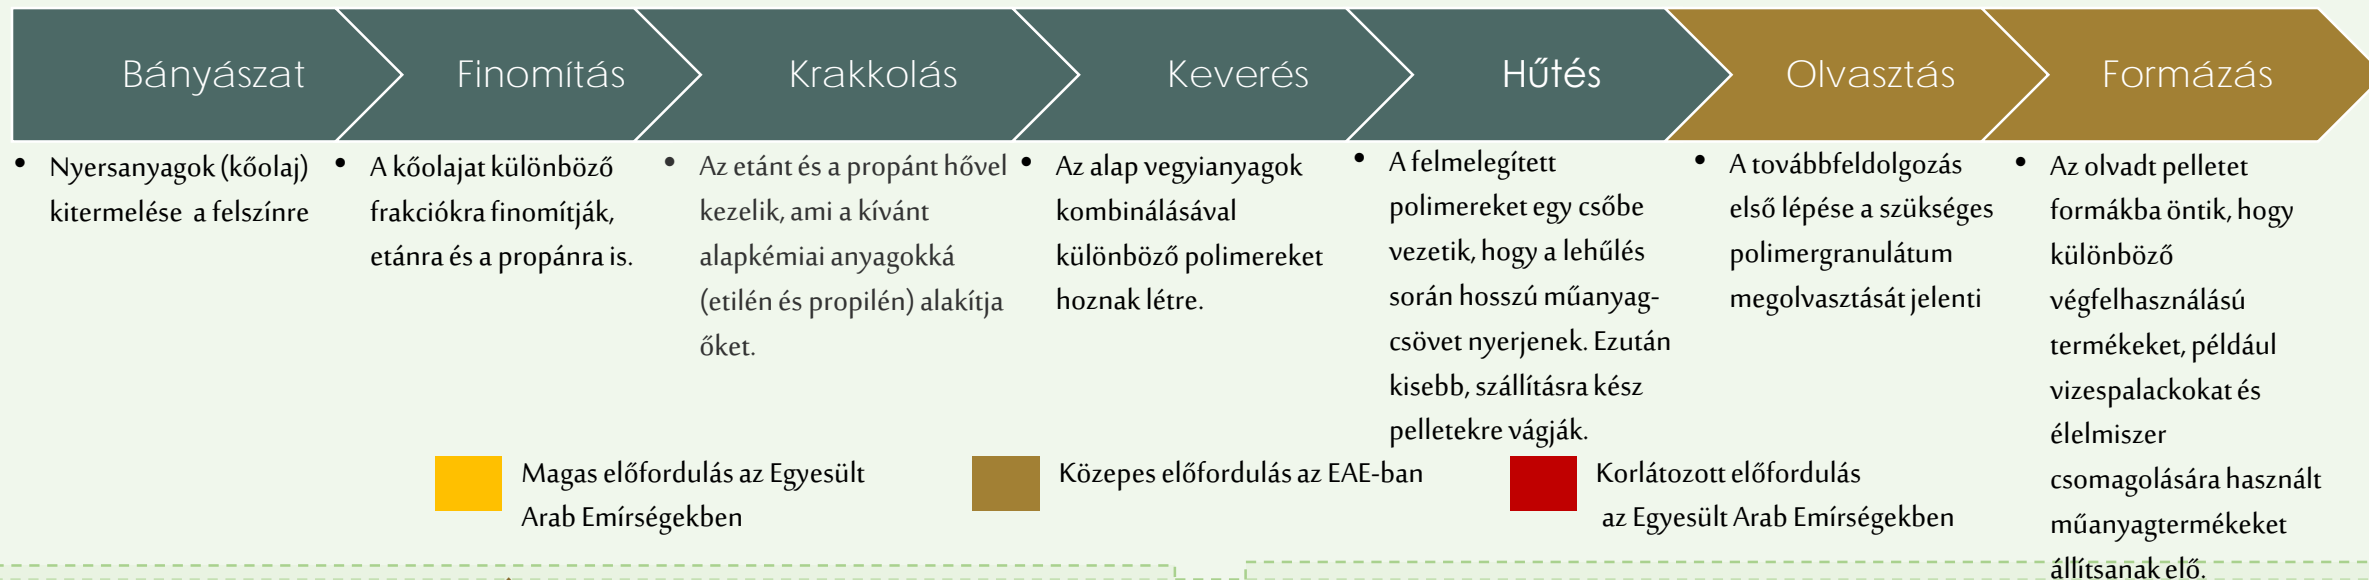 Bányászat
Finomítás
Krakkolás
Keverés
Hűtés
Olvasztás
Formázás
• Nyersanyagok (kőolaj)
kitermelése a felszínre
• A kőolajat különböző
frakciókra finomítják,
etánra és a propánra is.
• Az etánt és a propánt hővel
kezelik, ami a kívánt
alapkémiai anyagokká
(etilén és propilén) alakítja
őket.
• Az alap vegyianyagok
kombinálásával
különböző polimereket
hoznak létre.
• A felmelegített
polimereket egy csőbe
vezetik, hogy a lehűlés
során hosszú műanyag-
csövet nyerjenek. Ezután
kisebb, szállításra kész
pelletekre vágják.
• A továbbfeldolgozás
első lépése a szükséges
polimergranulátum
megolvasztását jelenti
• Az olvadt pelletet
formákba öntik, hogy
különböző
végfelhasználású
termékeket, például
vizespalackokat és
élelmiszer
csomagolására használt
műanyagtermékeket
állítsanak elő.
Magas előfordulás az Egyesült
Arab Emírségekben
Közepes előfordulás az EAE-ban
Korlátozott előfordulás
az Egyesült Arab Emírségekben